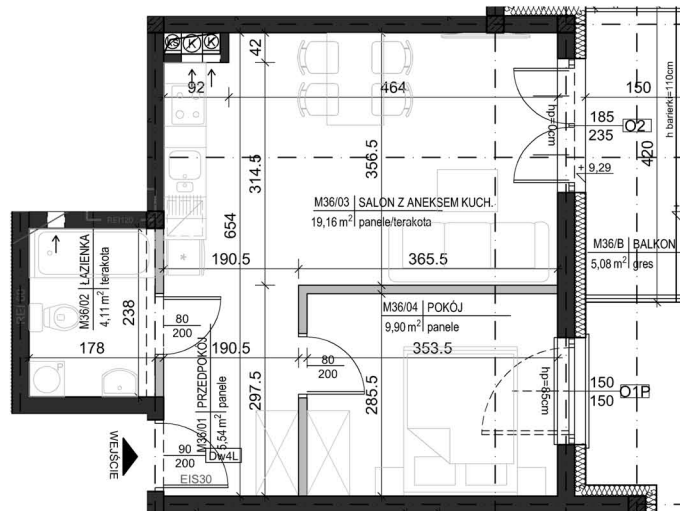 K K K
42
92
464
150
hp=0cm
h barierki=110cm
185
235
O2
420
356.5
314.5
+ 9,29
M36/03 SALON Z ANEKSEM KUCH.
19,16 m² panele/terakota
654
M36/B BALKON
5,08 m² gres
REI120
REI120
190.5
365.5
M36/02 ŁAZIENKA
4,11 m² terakota
238
M36/04 POKÓJ
9,90 m² panele
80
200
178
190.5
80
200
353.5
M36/01 PRZEDPOKÓJ
5,54 m² panele
297.5
285.5
hp=85cm
150
150
O1P
WEJŚCIE
90
200
Dw4L
EIS30